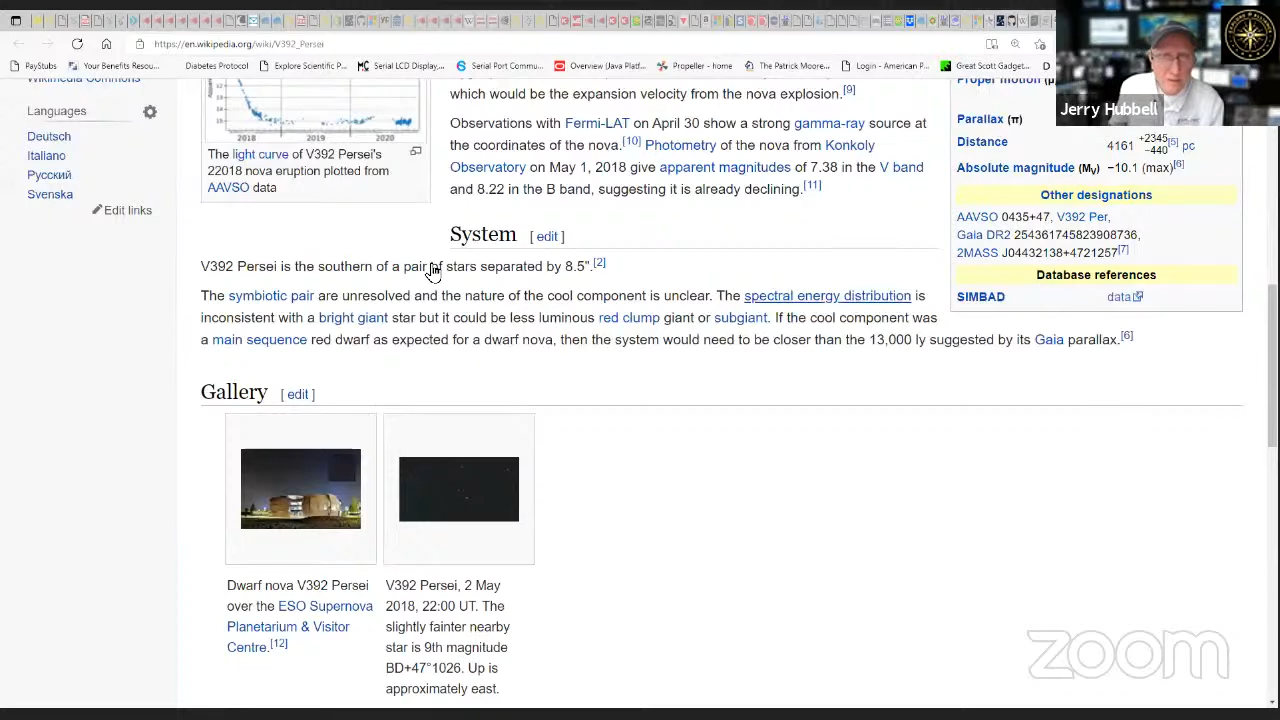 https://en.wikipedia.org/wiki/V392_Persei
PayStubs
Your Benefits Resou...
Diabetes Protocol
Explore Scientific P...
Serial LCD Display,...
Serial Port Commu...
Overview (Java Platf...
Propeller - home
The Patrick Moore...
Login - American P...
Great Scott Gadget...
D
Jerry Hubbell
Wikimedia Commons
Languages
Deutsch
Italiano
Русский
Svenska
Edit links
2018
2019
2020
The light curve of V392 Persei's
22018 nova eruption plotted from
AAVSO data
which would be the expansion velocity from the nova explosion.[9]
Observations with Fermi-LAT on April 30 show a strong gamma-ray source at
the coordinates of the nova.[10] Photometry of the nova from Konkoly
Observatory on May 1, 2018 give apparent magnitudes of 7.38 in the V band
and 8.22 in the B band, suggesting it is already declining.[11]
Proper motion (μ
Parallax (π)
Distance 4161 +2345 −440 [5] pc
Absolute magnitude (MV) −10.1 (max)[6]
Other designations
AAVSO 0435+47, V392 Per,
Gaia DR2 254361745823908736,
2MASS J04432138+4721257[7]
Database references
SIMBAD data
System [ edit ]
V392 Persei is the southern of a pair of stars separated by 8.5".[2]
The symbiotic pair are unresolved and the nature of the cool component is unclear. The spectral energy distribution is
inconsistent with a bright giant star but it could be less luminous red clump giant or subgiant. If the cool component was
a main sequence red dwarf as expected for a dwarf nova, then the system would need to be closer than the 13,000 ly suggested by its Gaia parallax.[6]
Gallery [ edit ]
Dwarf nova V392 Persei
over the ESO Supernova
Planetarium & Visitor
Centre.[12]
V392 Persei, 2 May
2018, 22:00 UT. The
slightly fainter nearby
star is 9th magnitude
BD+47°1026. Up is
approximately east.
zoom